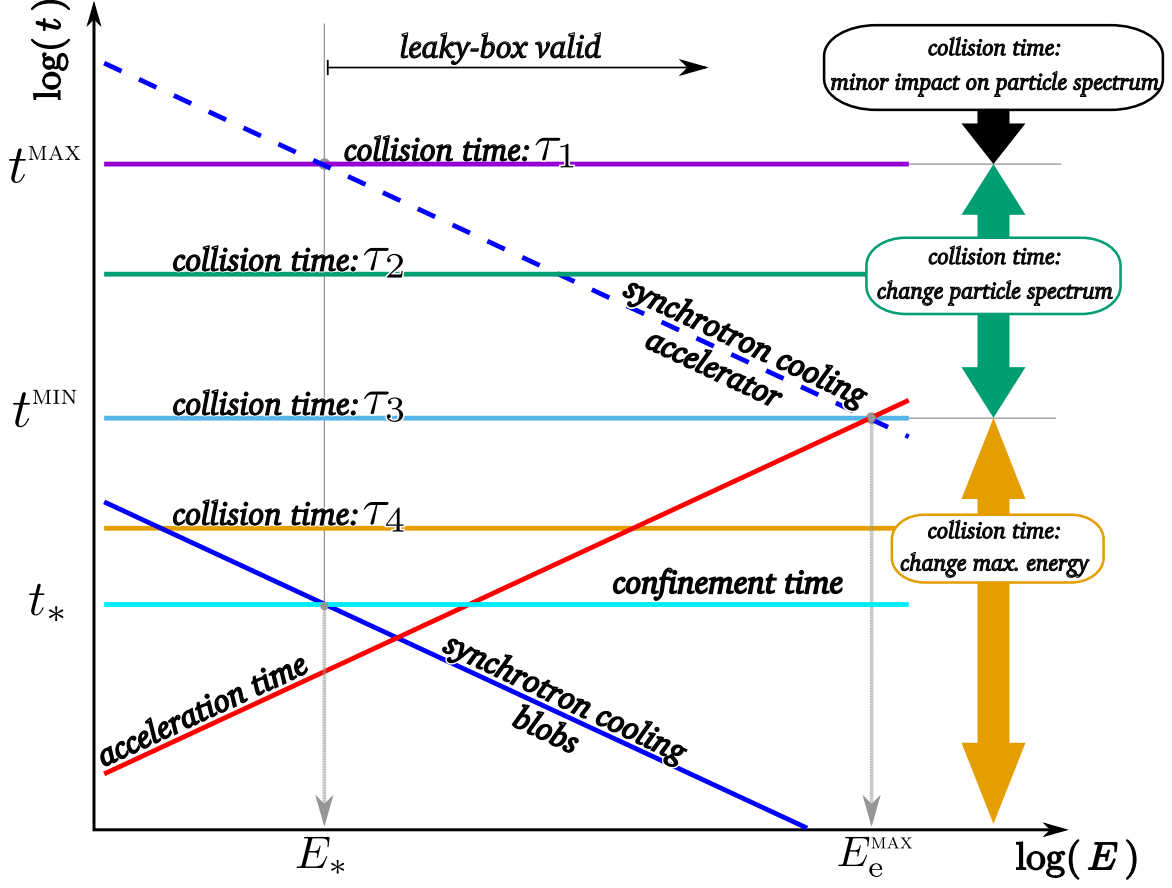 log(t)
leaky-box valid
collision time:
minor impact on particle spectrum
t^MAX
collision time: τ1
collision time: τ2
collision time:
change particle spectrum
synchrotron cooling
accelerator
t^MIN
collision time: τ3
collision time: τ4
collision time:
change max. energy
confinement time
t*
synchrotron cooling
blobs
acceleration time
E*
E_e^MAX
log(E)